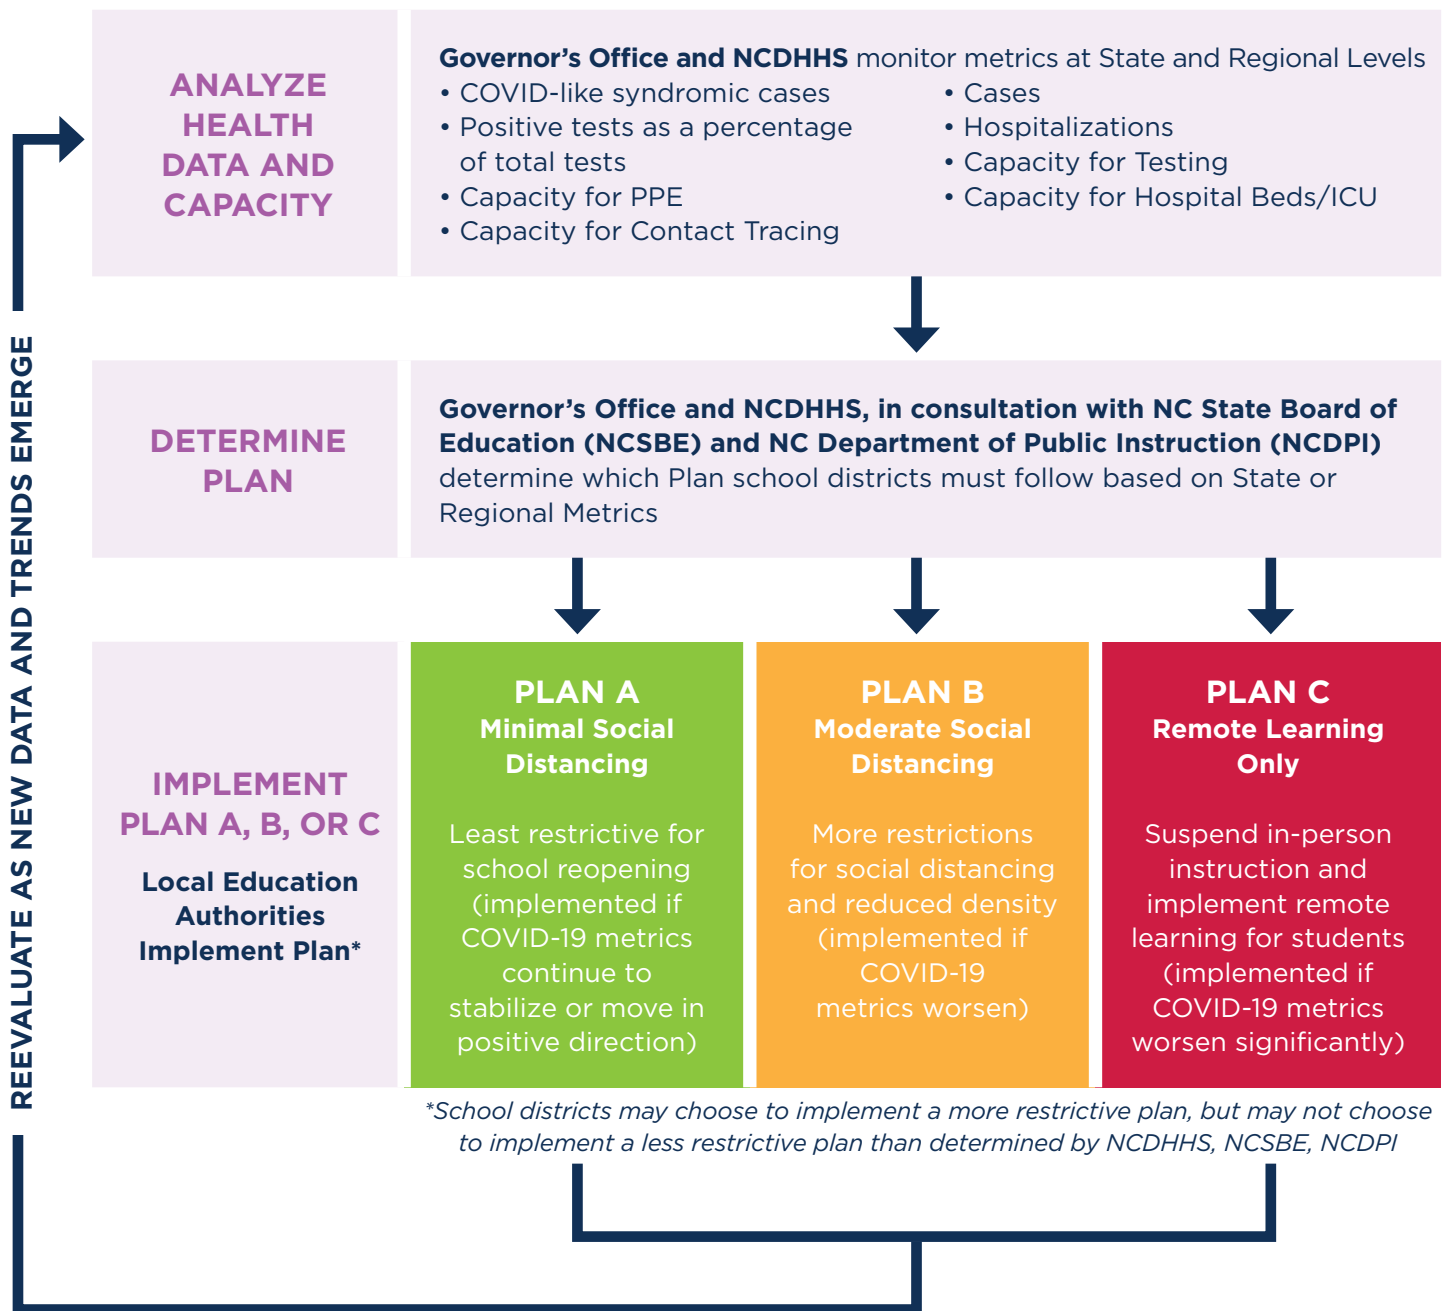 REEVALUATE AS NEW DATA AND TRENDS EMERGE
ANALYZE
HEALTH
DATA AND
CAPACITY
Governor’s Office and NCDHHS monitor metrics at State and Regional Levels
• COVID-like syndromic cases
• Positive tests as a percentage
of total tests
• Capacity for PPE
• Capacity for Contact Tracing
• Cases
• Hospitalizations
• Capacity for Testing
• Capacity for Hospital Beds/ICU
DETERMINE
PLAN
Governor’s Office and NCDHHS, in consultation with NC State Board of
Education (NCSBE) and NC Department of Public Instruction (NCDPI)
determine which Plan school districts must follow based on State or
Regional Metrics
IMPLEMENT
PLAN A, B, OR C
Local Education
Authorities
Implement Plan*
PLAN A
Minimal Social
Distancing
Least restrictive for
school reopening
(implemented if
COVID-19 metrics
continue to
stabilize or move in
positive direction)
PLAN B
Moderate Social
Distancing
More restrictions
for social distancing
and reduced density
(implemented if
COVID-19
metrics worsen)
PLAN C
Remote Learning
Only
Suspend in-person
instruction and
implement remote
learning for students
(implemented if
COVID-19 metrics
worsen significantly)
*School districts may choose to implement a more restrictive plan, but may not choose
to implement a less restrictive plan than determined by NCDHHS, NCSBE, NCDPI